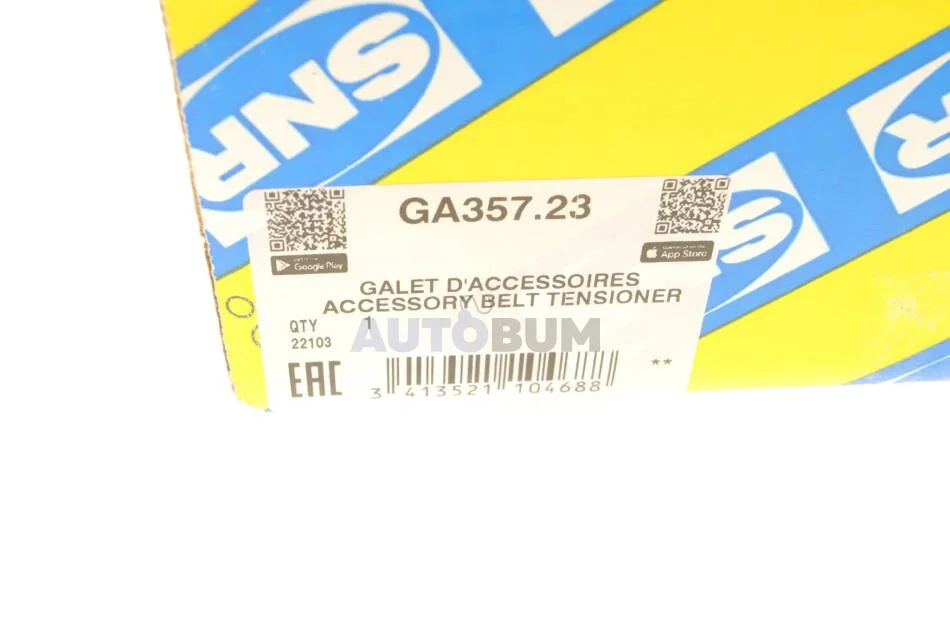 SNR
SNR
R
GA357.23
Google Play
App Store
GALET D'ACCESSOIRES
ACCESSORY BELT TENSIONER
QTY 1
22103
AUTOBUM
EAC
3 413521 104688
**